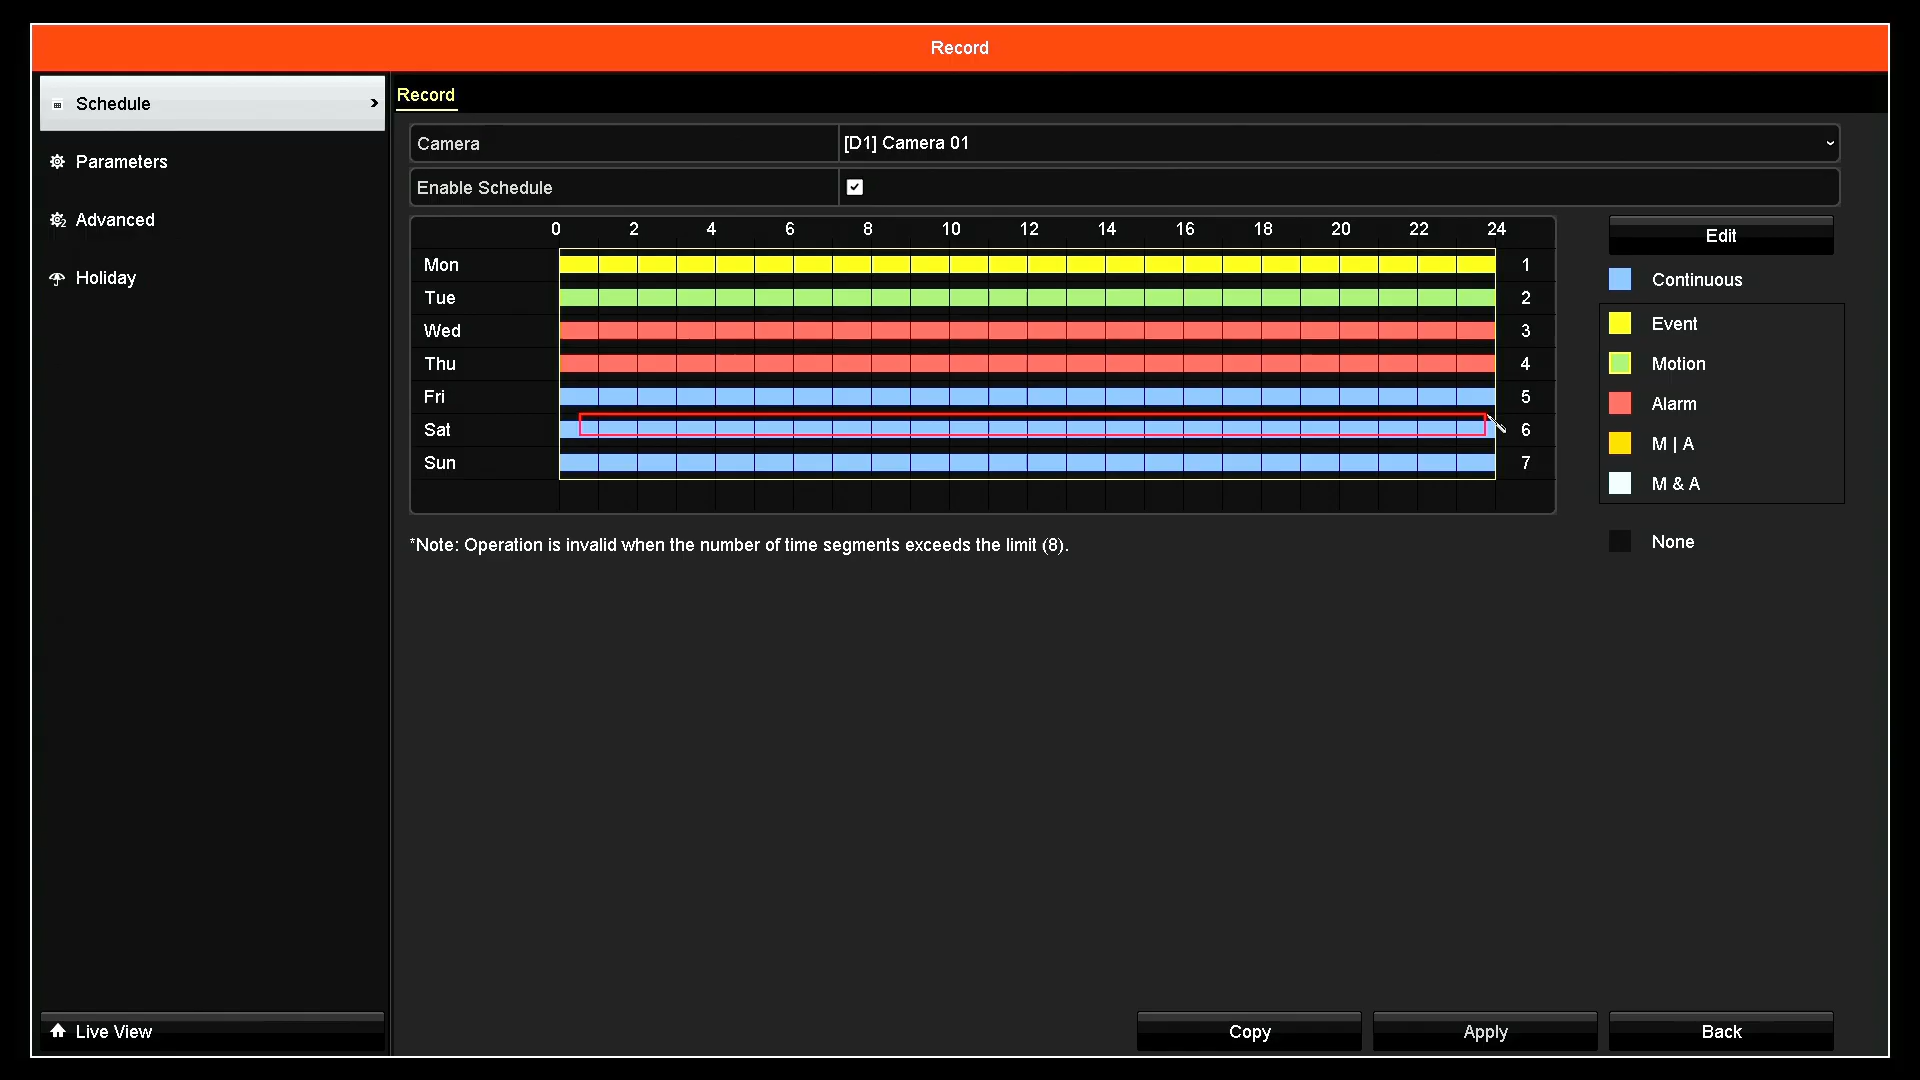 Record
Schedule
Parameters
Advanced
Holiday
Live View
Record
Camera [D1] Camera 01
Enable Schedule
0 2 4 6 8 10 12 14 16 18 20 22 24
Mon 1
Tue 2
Wed 3
Thu 4
Fri 5
Sat 6
Sun 7
*Note: Operation is invalid when the number of time segments exceeds the limit (8).
Edit
Continuous
Event
Motion
Alarm
M | A
M & A
None
Copy Apply Back